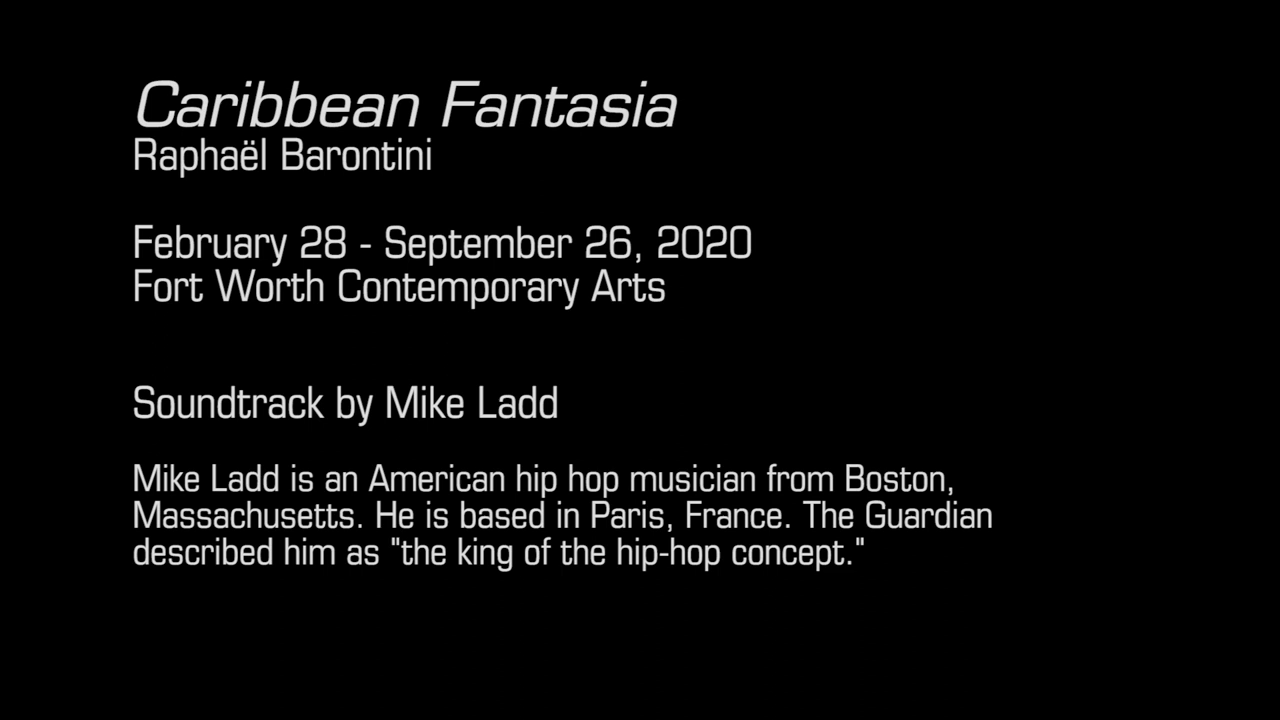 Caribbean Fantasia
Raphaël Barontini
February 28 - September 26, 2020
Fort Worth Contemporary Arts
Soundtrack by Mike Ladd
Mike Ladd is an American hip hop musician from Boston,
Massachusetts. He is based in Paris, France. The Guardian
described him as "the king of the hip-hop concept."